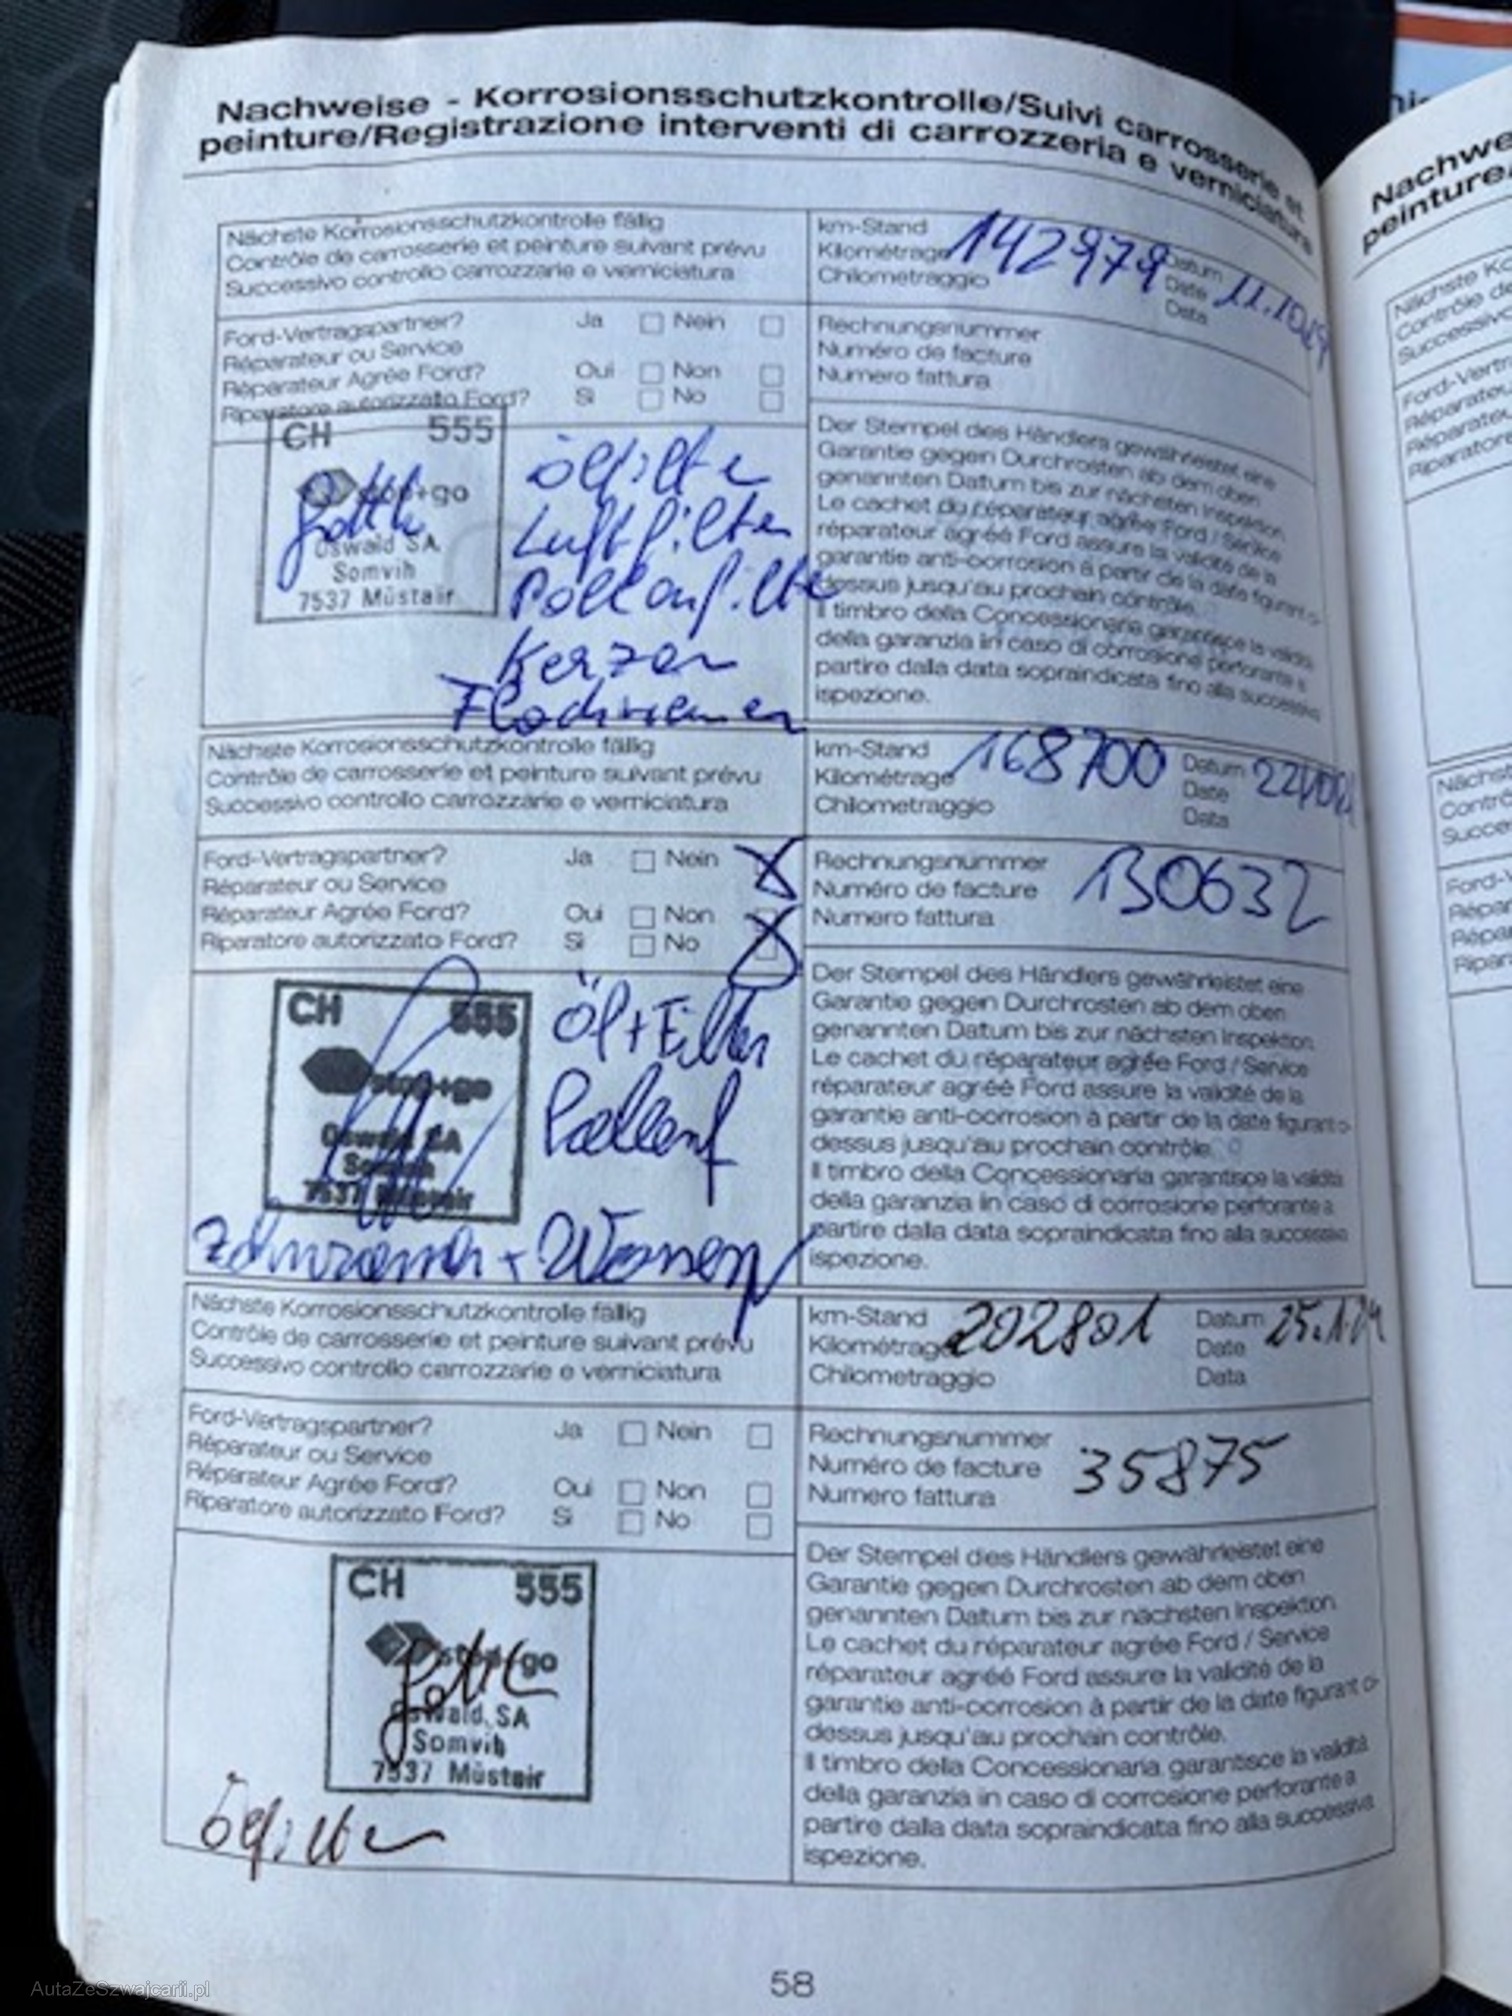 Nachweise - Korrosionsschutzkontrolle/Suivi carrosserie et
peinture/Registrazione interventi di carrozzeria e verniciatura
Nächste Korrosionsschutzkontrolle fällig
Contrôle de carrosserie et peinture suivant prévu
Successivo controllo carrozzarie e verniciatura
km-Stand
Kilométrage
Chilometraggio
142979
Datum
Date
Data
11.10.19
Ford-Vertragspartner? Ja Nein
Réparateur ou Service
Réparateur Agrée Ford? Oui Non
Riparatore autorizzato Ford? Si No
Rechnungsnummer
Numéro de facture
Numero fattura
CH 555
stop+go
Oswald SA
Somvih
7537 Müstair
Ölfilter
Luftfilter
Pollenfilter
Kerzen
Flachriemen
Der Stempel des Händlers gewährleistet eine
Garantie gegen Durchrosten ab dem oben
genannten Datum bis zur nächsten Inspektion.
Le cachet du réparateur agrée Ford / Service
réparateur agréé Ford assure la validité de la
garantie anti-corrosion à partir de la date figurant ci-
dessus jusqu'au prochain contrôle.
Il timbro della Concessionaria garantisce la validità
della garanzia in caso di corrosione perforante a
partire dalla data sopraindicata fino alla successiva
ispezione.
Nächste Korrosionsschutzkontrolle fällig
Contrôle de carrosserie et peinture suivant prévu
Successivo controllo carrozzarie e verniciatura
km-Stand
Kilométrage
Chilometraggio
168700
Datum
Date
Data
Ford-Vertragspartner? Ja Nein
Réparateur ou Service
Réparateur Agrée Ford? Oui Non
Riparatore autorizzato Ford? Si No
Rechnungsnummer
Numéro de facture
Numero fattura
130632
CH 555
stop+go
Oswald SA
Somvih
7537 Müstair
Öl+Filter
Pollenf
Zahnriemen + Wasserp
Der Stempel des Händlers gewährleistet eine
Garantie gegen Durchrosten ab dem oben
genannten Datum bis zur nächsten Inspektion.
Le cachet du réparateur agrée Ford / Service
réparateur agréé Ford assure la validité de la
garantie anti-corrosion à partir de la date figurant ci-
dessus jusqu'au prochain contrôle.
Il timbro della Concessionaria garantisce la validità
della garanzia in caso di corrosione perforante a
partire dalla data sopraindicata fino alla successiva
ispezione.
Nächste Korrosionsschutzkontrolle fällig
Contrôle de carrosserie et peinture suivant prévu
Successivo controllo carrozzarie e verniciatura
km-Stand
Kilométrage
Chilometraggio
202801
Datum
Date
Data
25.1.24
Ford-Vertragspartner? Ja Nein
Réparateur ou Service
Réparateur Agrée Ford? Oui Non
Riparatore autorizzato Ford? Si No
Rechnungsnummer
Numéro de facture
Numero fattura
35875
CH 555
stop+go
Oswald SA
Somvih
7537 Müstair
Ölfilter
Der Stempel des Händlers gewährleistet eine
Garantie gegen Durchrosten ab dem oben
genannten Datum bis zur nächsten Inspektion.
Le cachet du réparateur agrée Ford / Service
réparateur agréé Ford assure la validité de la
garantie anti-corrosion à partir de la date figurant ci-
dessus jusqu'au prochain contrôle.
Il timbro della Concessionaria garantisce la validità
della garanzia in caso di corrosione perforante a
partire dalla data sopraindicata fino alla successiva
ispezione.
58
AutaZeSzwajcarii.pl